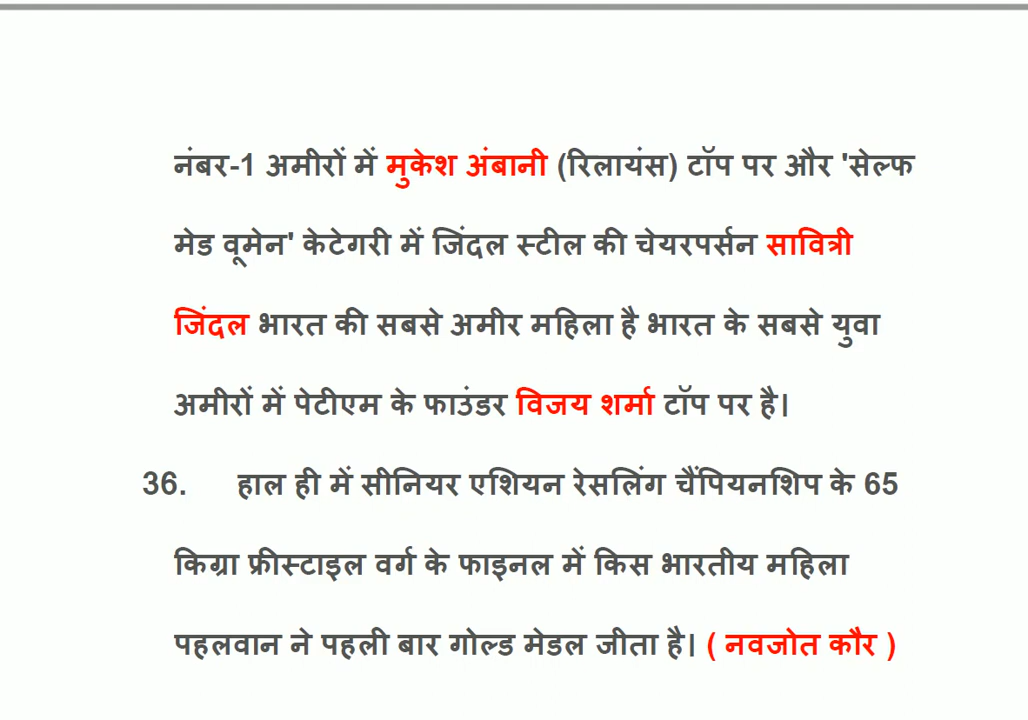 नंबर-1 अमीरों में मुकेश अंबानी (रिलायंस) टॉप पर और 'सेल्फ
मेड वूमेन' केटेगरी में जिंदल स्टील की चेयरपर्सन सावित्री
जिंदल भारत की सबसे अमीर महिला है भारत के सबसे युवा
अमीरों में पेटीएम के फाउंडर विजय शर्मा टॉप पर है।
36. हाल ही में सीनियर एशियन रेसलिंग चैंपियनशिप के 65
किग्रा फ्रीस्टाइल वर्ग के फाइनल में किस भारतीय महिला
पहलवान ने पहली बार गोल्ड मेडल जीता है। ( नवजोत कौर )